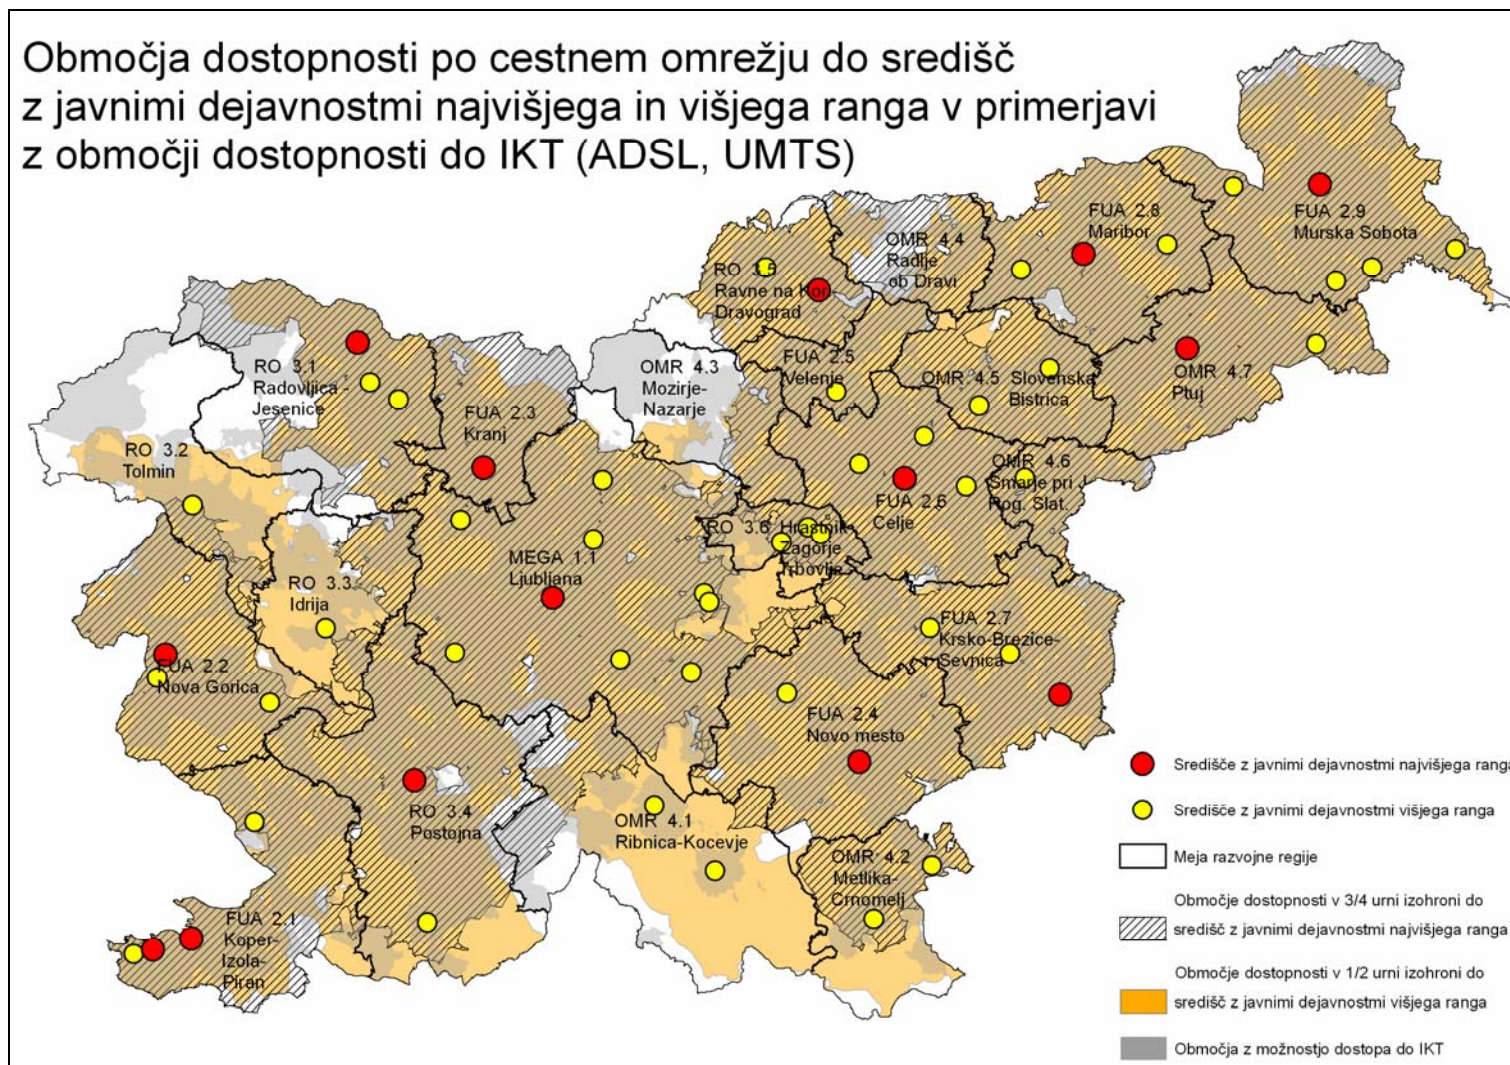 Območja dostopnosti po cestnem omrežju do središč
z javnimi dejavnostmi najvišjega in višjega ranga v primerjavi
z območji dostopnosti do IKT (ADSL, UMTS)
FUA 2.8
Maribor
FUA 2.9
Murska Sobota
OMR 4.4
Radlje
ob Dravi
RO 3.5
Ravne na Kor.-
Dravograd
RO 3.1
Radovljica -
Jesenice
OMR 4.3
Mozirje-
Nazarje
FUA 2.5
Velenje
OMR 4.5
Slovenska
Bistrica
OMR 4.7
Ptuj
FUA 2.3
Kranj
RO 3.2
Tolmin
OMR 4.6
Smarje pri
Rog. Slat.
FUA 2.6
Celje
RO 3.6
Hrastnik-
Zagorje
Trbovlje
MEGA 1.1
Ljubljana
RO 3.3
Idrija
FUA 2.7
Krsko-Brezice-
Sevnica
FUA 2.2
Nova Gorica
FUA 2.4
Novo mesto
RO 3.4
Postojna
OMR 4.1
Ribnica-Kocevje
OMR 4.2
Metlika-
Crnomelj
FUA 2.1
Koper-
Izola-
Piran
Središče z javnimi dejavnostmi najvišjega ranga
Središče z javnimi dejavnostmi višjega ranga
Meja razvojne regije
Območje dostopnosti v 3/4 urni izohroni do
središč z javnimi dejavnostmi najvišjega ranga
Območje dostopnosti v 1/2 urni izohroni do
središč z javnimi dejavnostmi višjega ranga
Območja z možnostjo dostopa do IKT